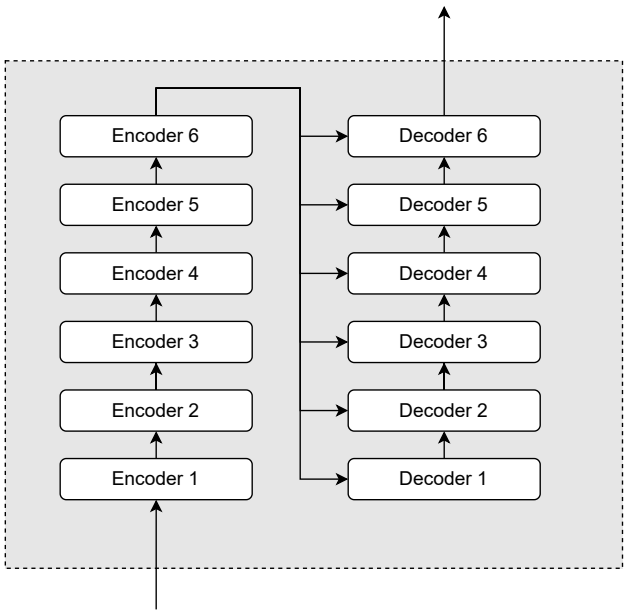 Encoder 6
Encoder 5
Encoder 4
Encoder 3
Encoder 2
Encoder 1
Decoder 6
Decoder 5
Decoder 4
Decoder 3
Decoder 2
Decoder 1